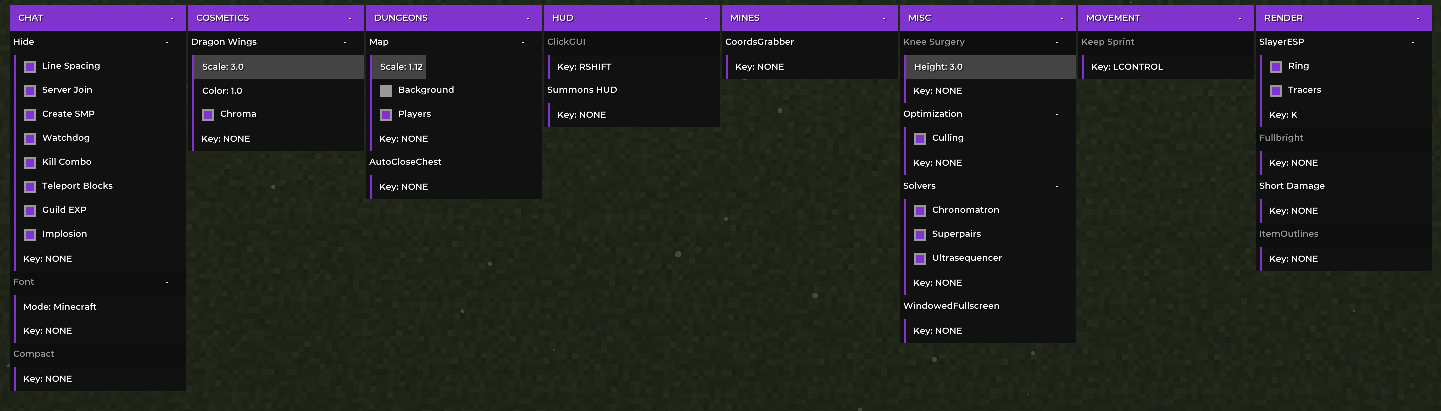 CHAT -
Hide -
Line Spacing
Server Join
Create SMP
Watchdog
Kill Combo
Teleport Blocks
Guild EXP
Implosion
Key: NONE
Font -
Mode: Minecraft
Key: NONE
Compact
Key: NONE
COSMETICS -
Dragon Wings -
Scale: 3.0
Color: 1.0
Chroma
Key: NONE
DUNGEONS -
Map -
Scale: 1.12
Background
Players
Key: NONE
AutoCloseChest
Key: NONE
HUD -
ClickGUI
Key: RSHIFT
Summons HUD
Key: NONE
MINES -
CoordsGrabber
Key: NONE
MISC -
Knee Surgery -
Height: 3.0
Key: NONE
Optimization -
Culling
Key: NONE
Solvers -
Chronomatron
Superpairs
Ultrasequencer
Key: NONE
WindowedFullscreen
Key: NONE
MOVEMENT -
Keep Sprint
Key: LCONTROL
RENDER -
SlayerESP -
Ring
Tracers
Key: K
Fullbright
Key: NONE
Short Damage
Key: NONE
ItemOutlines
Key: NONE